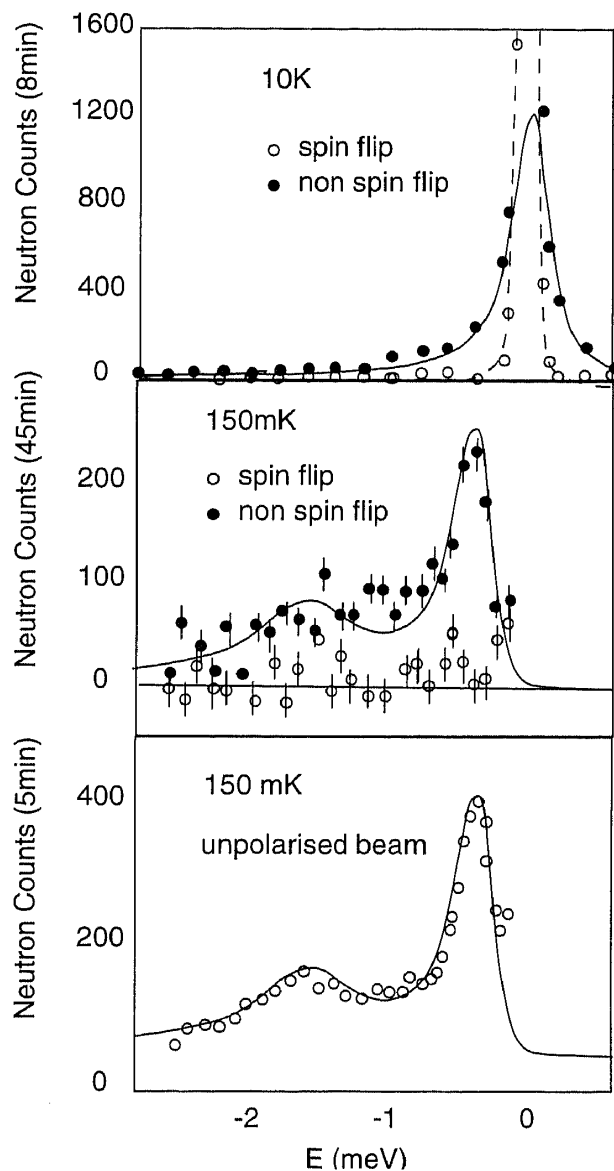 Neutron Counts (8min)
1600
1200
800
400
0
10K
spin flip
non spin flip
Neutron Counts (45min)
200
100
0
150mK
spin flip
non spin flip
Neutron Counts (5min)
400
200
0
150 mK
unpolarised beam
-2
-1
0
E (meV)